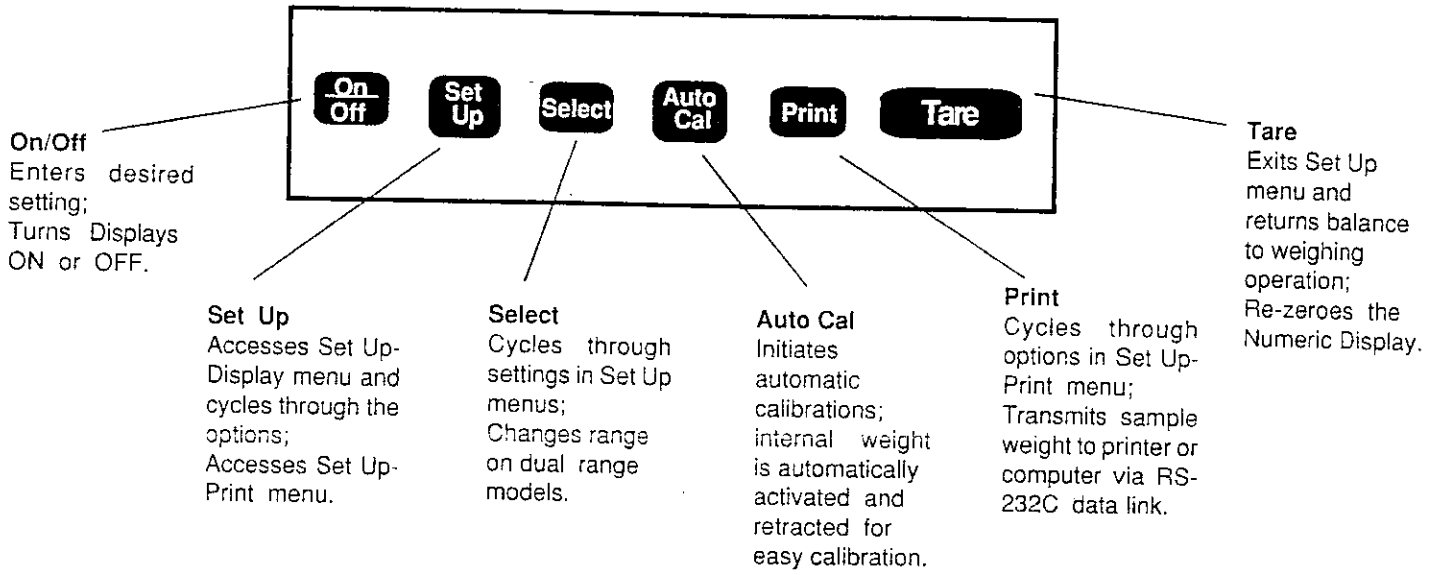 On
Off
Set
Up
Select
Auto
Cal
Print
Tare
On/Off
Enters desired
setting;
Turns Displays
ON or OFF.
Set Up
Accesses Set Up-
Display menu and
cycles through the
options;
Accesses Set Up-
Print menu.
Select
Cycles through
settings in Set Up
menus;
Changes range
on dual range
models.
Auto Cal
Initiates
automatic
calibrations;
internal weight
is automatically
activated and
retracted for
easy calibration.
Print
Cycles through
options in Set Up-
Print menu;
Transmits sample
weight to printer or
computer via RS-
232C data link.
Tare
Exits Set Up
menu and
returns balance
to weighing
operation;
Re-zeroes the
Numeric Display.